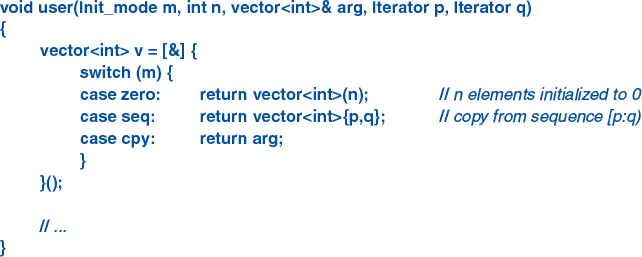 void user(Init_mode m, int n, vector<int>& arg, Iterator p, Iterator q)
{
vector<int> v = [&] {
switch (m) {
case zero: return vector<int>(n); // n elements initialized to 0
case seq: return vector<int>{p,q}; // copy from sequence [p:q)
case cpy: return arg;
}
}();
// ...
}